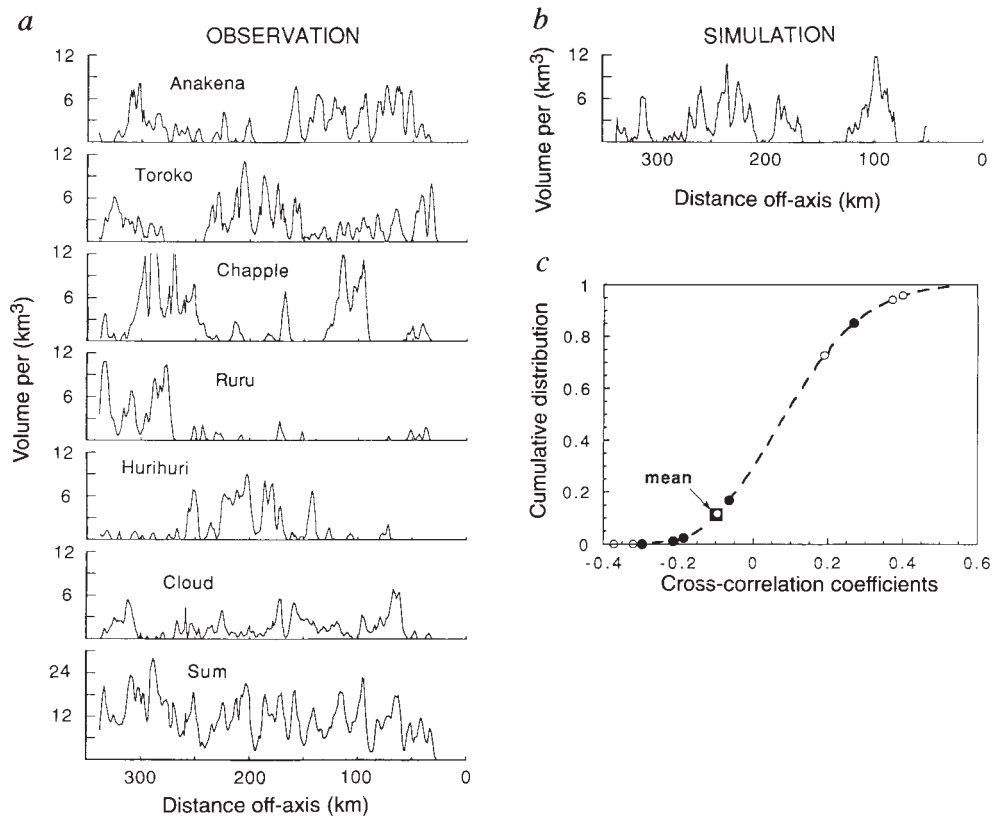 a
OBSERVATION
12
6
Anakena
12
6
Toroko
12
6
Chapple
12
6
Ruru
12
6
Hurihuri
6
Cloud
24
12
Sum
Volume per (km³)
300 200 100 0
Distance off-axis (km)
b
SIMULATION
12
6
Volume per (km³)
300 200 100 0
Distance off-axis (km)
c
1
0.8
0.6
0.4
0.2
0
Cumulative distribution
mean
-0.4 -0.2 0 0.2 0.4 0.6
Cross-correlation coefficients